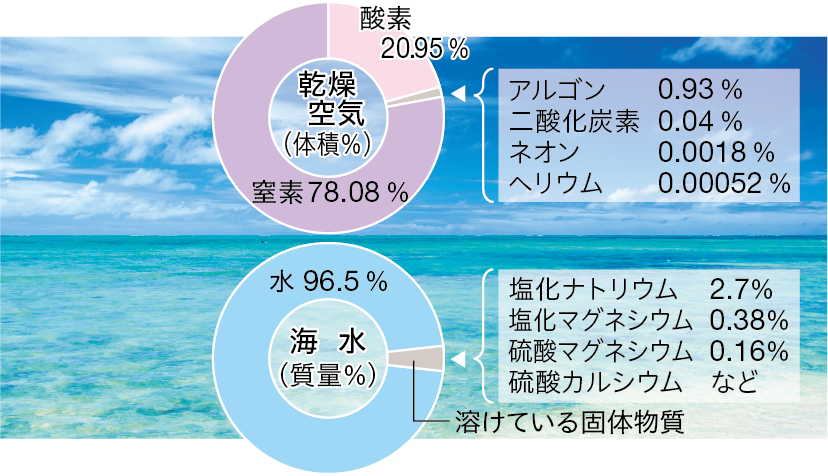 酸素
20.95 %
乾燥
空気
(体積%)
窒素 78.08 %
アルゴン 0.93 %
二酸化炭素 0.04 %
ネオン 0.0018 %
ヘリウム 0.00052 %
水 96.5 %
海 水
(質量%)
塩化ナトリウム 2.7%
塩化マグネシウム 0.38%
硫酸マグネシウム 0.16%
硫酸カルシウム など
溶けている固体物質